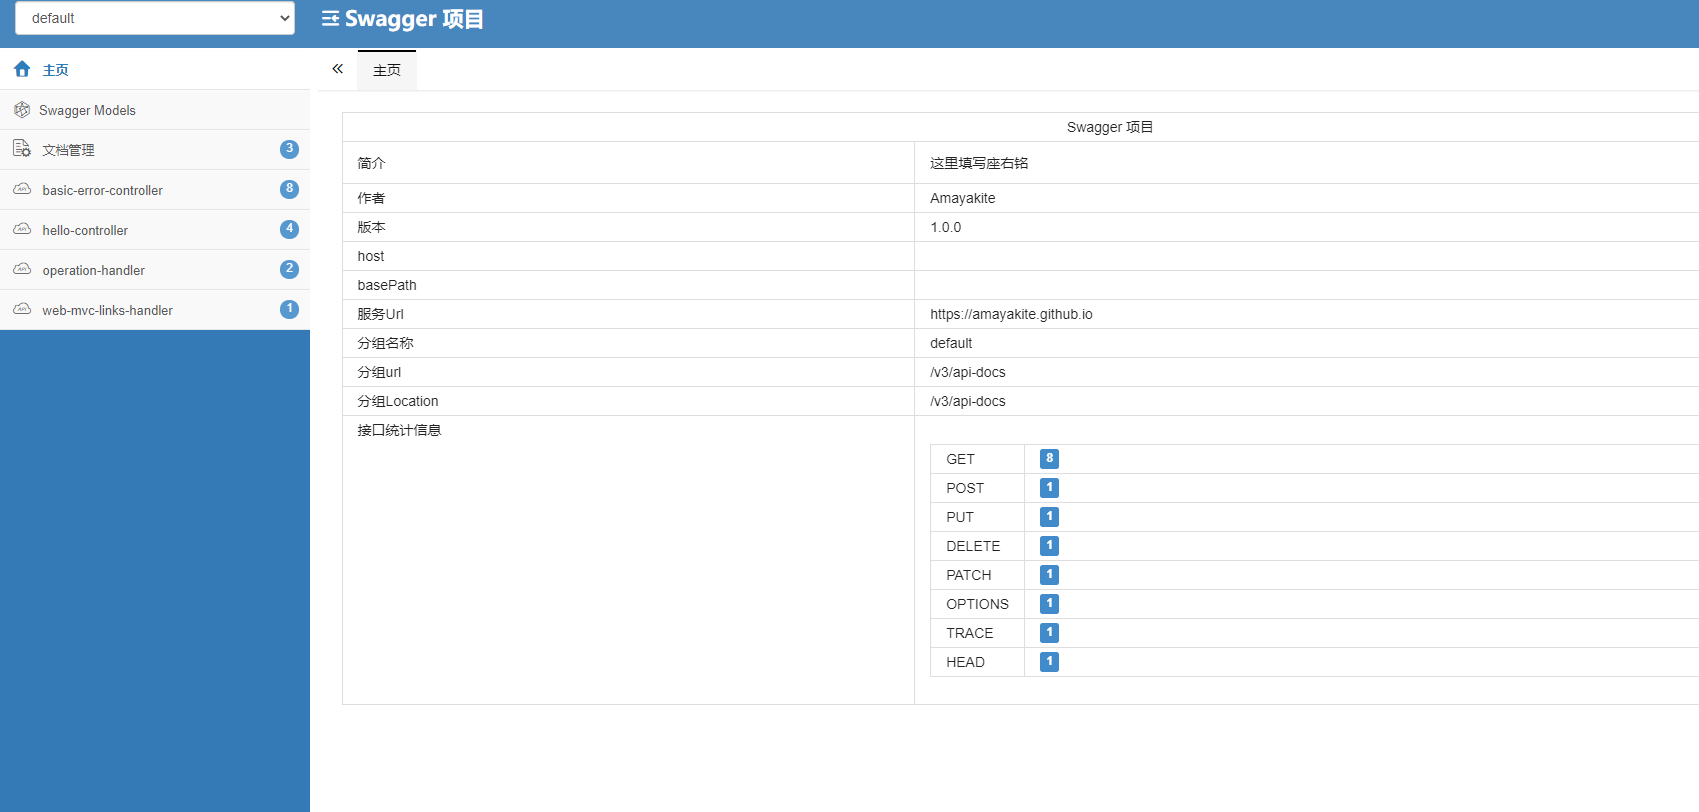 default
Swagger 项目
主页
Swagger Models
文档管理 3
basic-error-controller 8
hello-controller 4
operation-handler 2
web-mvc-links-handler 1
主页
Swagger 项目
简介 这里填写座右铭
作者 Amayakite
版本 1.0.0
host
basePath
服务Url https://amayakite.github.io
分组名称 default
分组url /v3/api-docs
分组Location /v3/api-docs
接口统计信息
GET 8
POST 1
PUT 1
DELETE 1
PATCH 1
OPTIONS 1
TRACE 1
HEAD 1